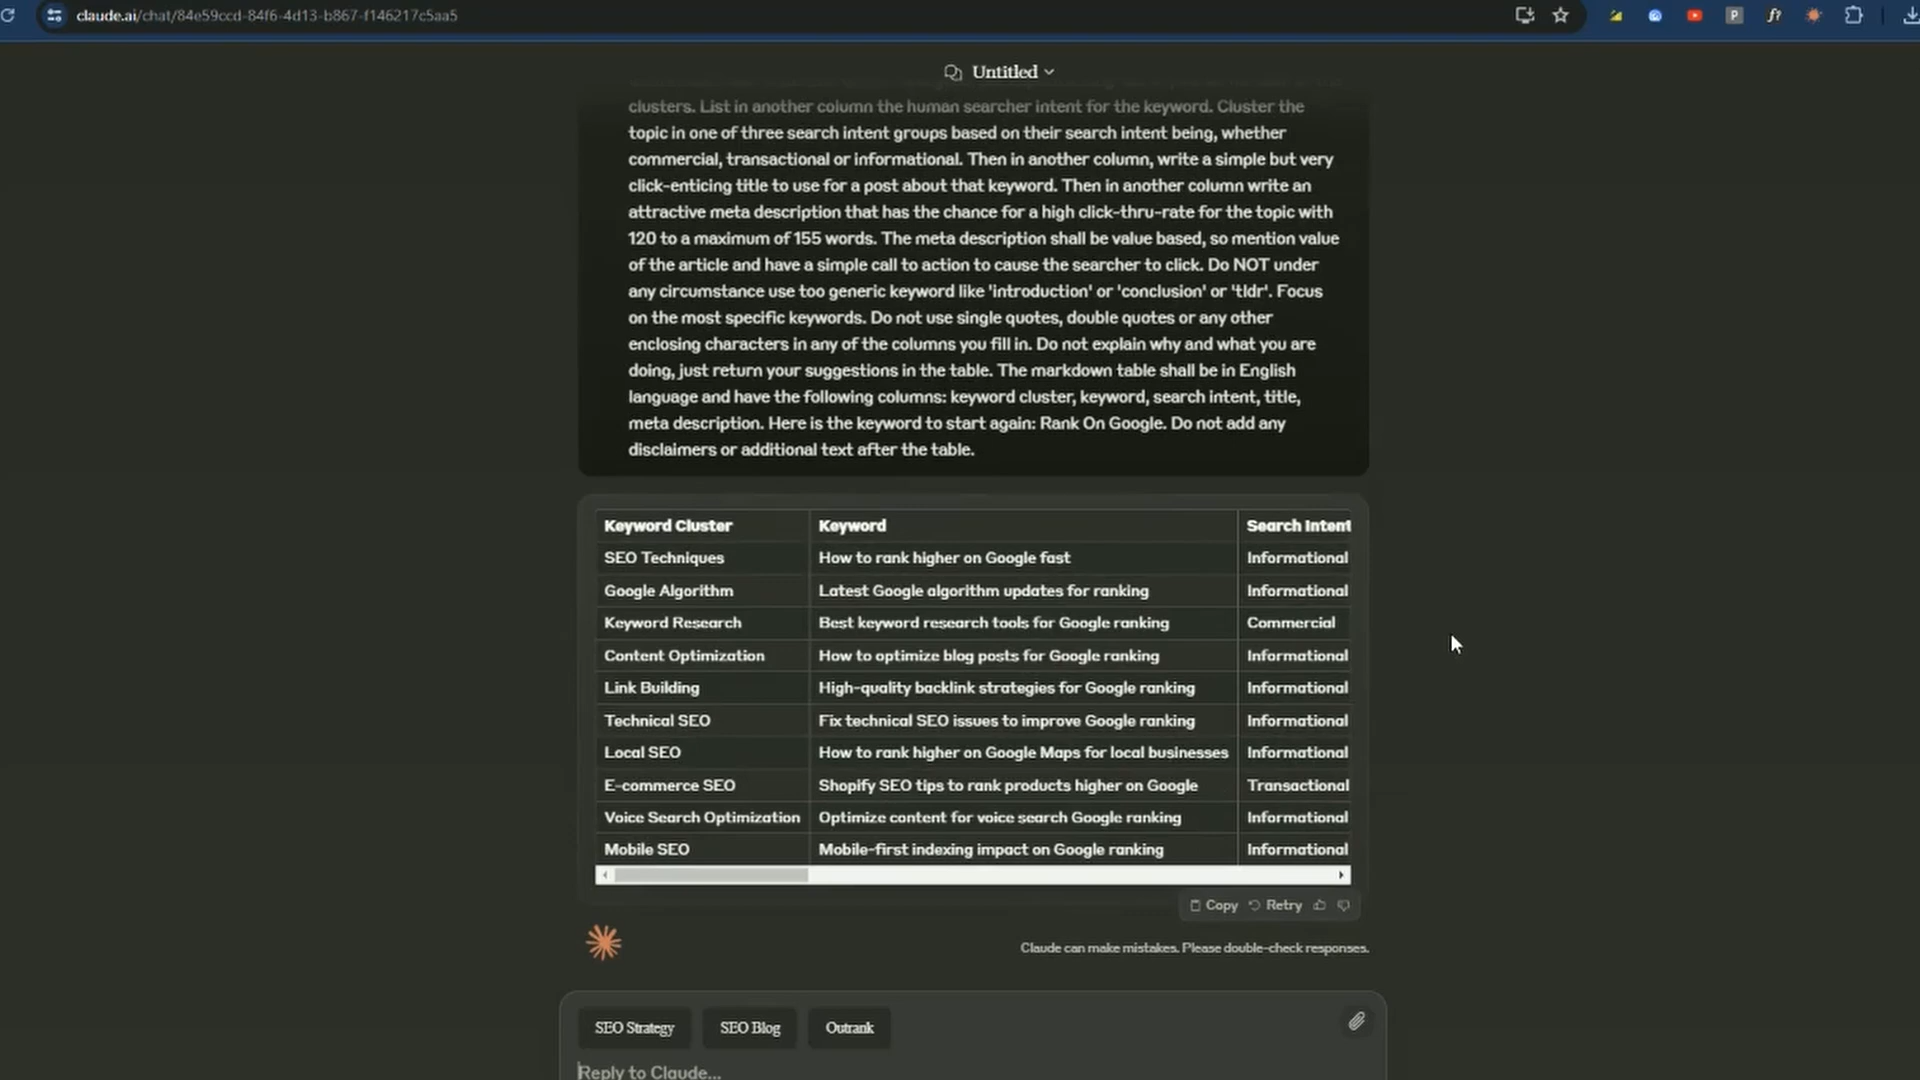 claude.ai/chat/84e59ccd-84f6-4d13-b867-f146217c5aa5
Untitled
clusters. List in another column the human searcher intent for the keyword. Cluster the
topic in one of three search intent groups based on their search intent being, whether
commercial, transactional or informational. Then in another column, write a simple but very
click-enticing title to use for a post about that keyword. Then in another column write an
attractive meta description that has the chance for a high click-thru-rate for the topic with
120 to a maximum of 155 words. The meta description shall be value based, so mention value
of the article and have a simple call to action to cause the searcher to click. Do NOT under
any circumstance use too generic keyword like 'introduction' or 'conclusion' or 'tldr'. Focus
on the most specific keywords. Do not use single quotes, double quotes or any other
enclosing characters in any of the columns you fill in. Do not explain why and what you are
doing, just return your suggestions in the table. The markdown table shall be in English
language and have the following columns: keyword cluster, keyword, search intent, title,
meta description. Here is the keyword to start again: Rank On Google. Do not add any
disclaimers or additional text after the table.
Keyword Cluster Keyword Search Intent
SEO Techniques How to rank higher on Google fast Informational
Google Algorithm Latest Google algorithm updates for ranking Informational
Keyword Research Best keyword research tools for Google ranking Commercial
Content Optimization How to optimize blog posts for Google ranking Informational
Link Building High-quality backlink strategies for Google ranking Informational
Technical SEO Fix technical SEO issues to improve Google ranking Informational
Local SEO How to rank higher on Google Maps for local businesses Informational
E-commerce SEO Shopify SEO tips to rank products higher on Google Transactional
Voice Search Optimization Optimize content for voice search Google ranking Informational
Mobile SEO Mobile-first indexing impact on Google ranking Informational
Copy Retry
Claude can make mistakes. Please double-check responses.
SEO Strategy SEO Blog Outrank
Reply to Claude...